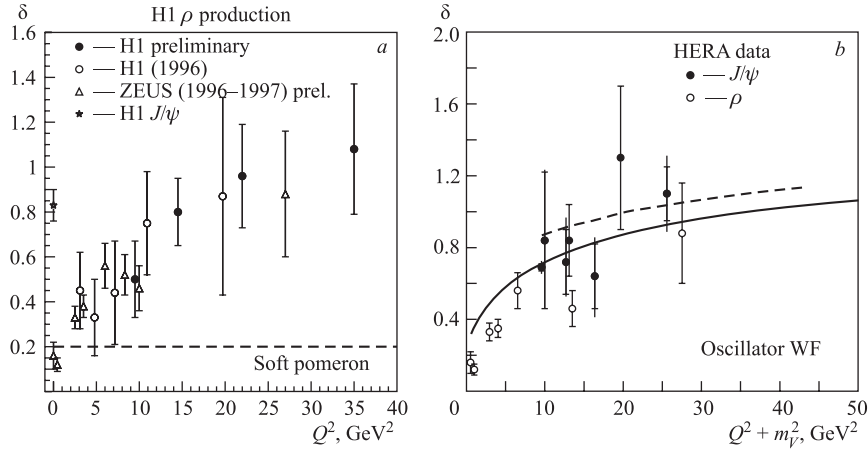 H1 ρ production
δ
1.6
1.4
1.2
1
0.8
0.6
0.4
0.2
a
● — H1 preliminary
○ — H1 (1996)
△ — ZEUS (1996–1997) prel.
★ — H1 J/ψ
Soft pomeron
0 5 10 15 20 25 30 35 40
Q², GeV²
δ
2.0
1.6
1.2
0.8
0.4
b
HERA data
● — J/ψ
○ — ρ
Oscillator WF
0 10 20 30 40 50
Q² + m_V², GeV²